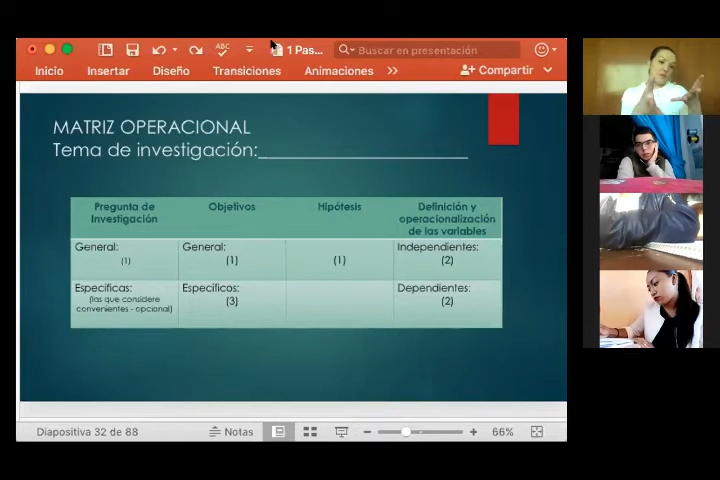 ABC
1 Pas...
Buscar en presentación
Inicio
Insertar
Diseño
Transiciones
Animaciones
Compartir
MATRIZ OPERACIONAL
Tema de investigación:____________________
Pregunta de
Investigación
Objetivos
Hipótesis
Definición y
operacionalización
de las variables
General:
(1)
General:
(1)
(1)
Independientes:
(2)
Específicas:
(las que considere
convenientes - opcional)
Específicos:
(3)
Dependientes:
(2)
Diapositiva 32 de 88
Notas
66%